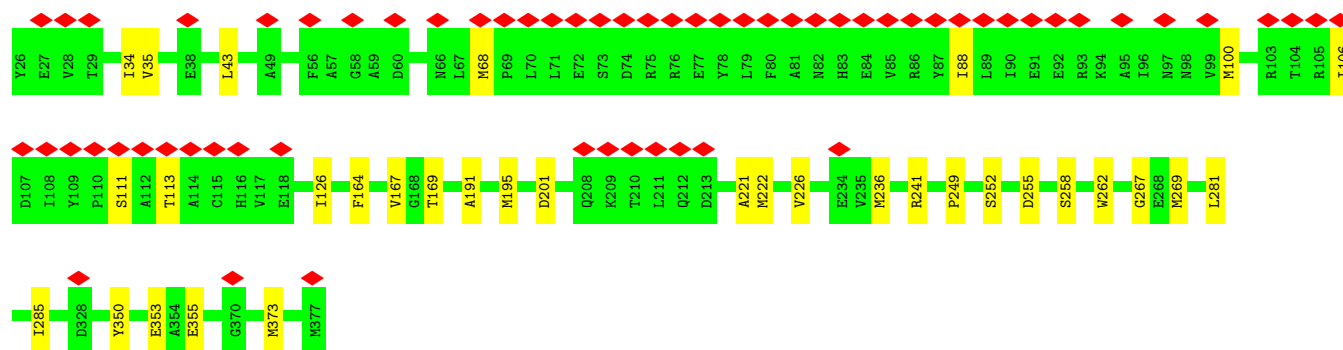 Y26 E27 V28 T29 I34 V35 E38 L43 A49 F56 A57 G58 A59 D60 N66 L67 M68 P69 L70 L71 E72 S73 D74 R75 R76 E77 Y78 L79 F80 A81 N82 H83 E84 V85 R86 Y87 I88 L89 I90 E91 E92 R93 K94 A95 I96 N97 N98 V99 M100 R103 T104 R105 I106
D107 I108 Y109 P110 S111 A112 T113 A114 C115 H116 V117 E118 I126 F164 V167 G168 T169 A191 M195 D201 Q208 K209 T210 L211 Q212 D213 A221 M222 V226 E234 V235 M236 R241 P249 S252 D255 S258 W262 G267 E268 M269 L281
I285 D328 Y350 E353 A354 E355 G370 M373 M377